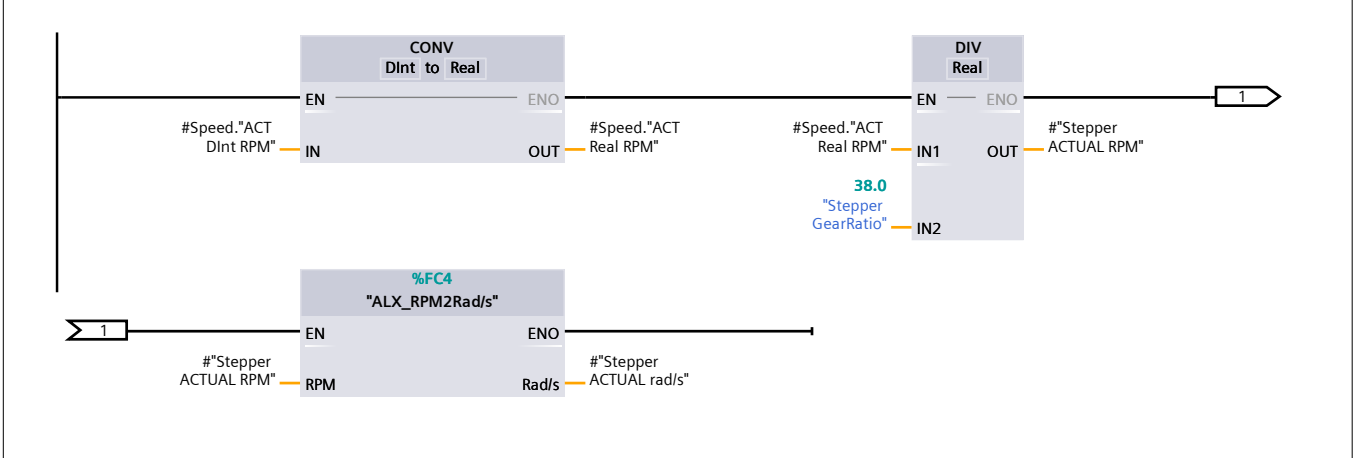 CONV
DInt to Real
EN ENO
#Speed."ACT
DInt RPM"
IN
#Speed."ACT
Real RPM"
OUT
DIV
Real
EN ENO
#Speed."ACT
Real RPM"
IN1
#"Stepper
ACTUAL RPM"
OUT
38.0
"Stepper
GearRatio"
IN2
1
1
%FC4
"ALX_RPM2Rad/s"
EN ENO
#"Stepper
ACTUAL RPM"
RPM
#"Stepper
ACTUAL rad/s"
Rad/s